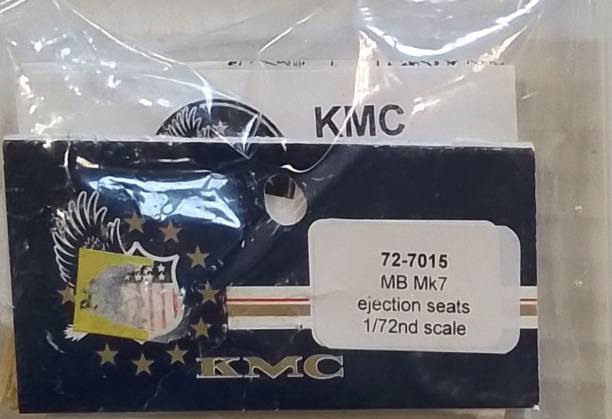 KMC
72-7015
MB Mk7
ejection seats
1/72nd scale
KMC